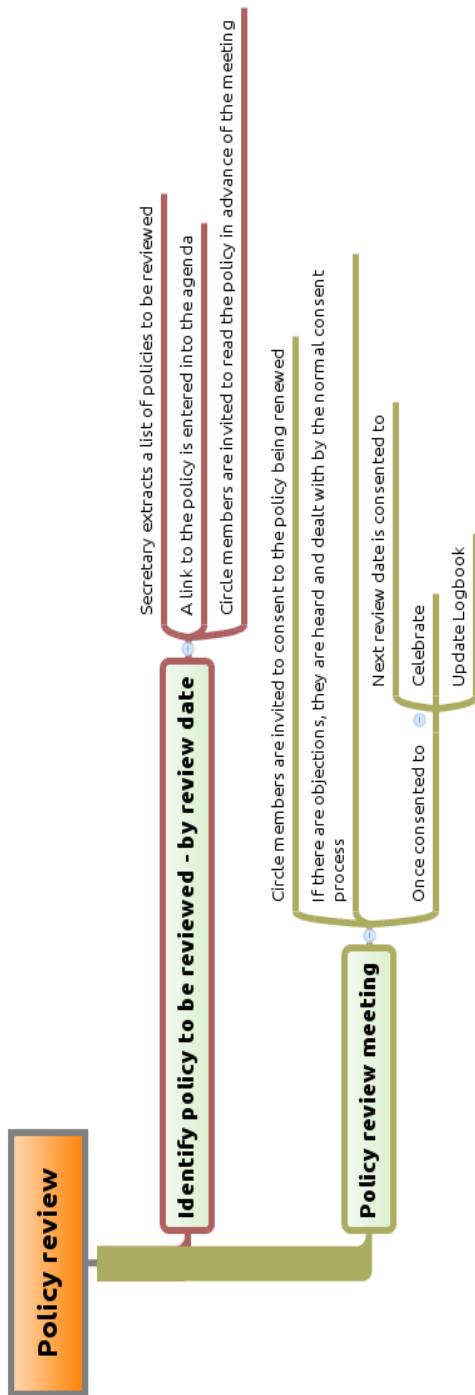 Policy review
Identify policy to be reviewed - by review date
Secretary extracts a list of policies to be reviewed
A link to the policy is entered into the agenda
Circle members are invited to read the policy in advance of the meeting
Policy review meeting
Circle members are invited to consent to the policy being renewed
If there are objections, they are heard and dealt with by the normal consent
process
Once consented to
Next review date is consented to
Celebrate
Update Logbook